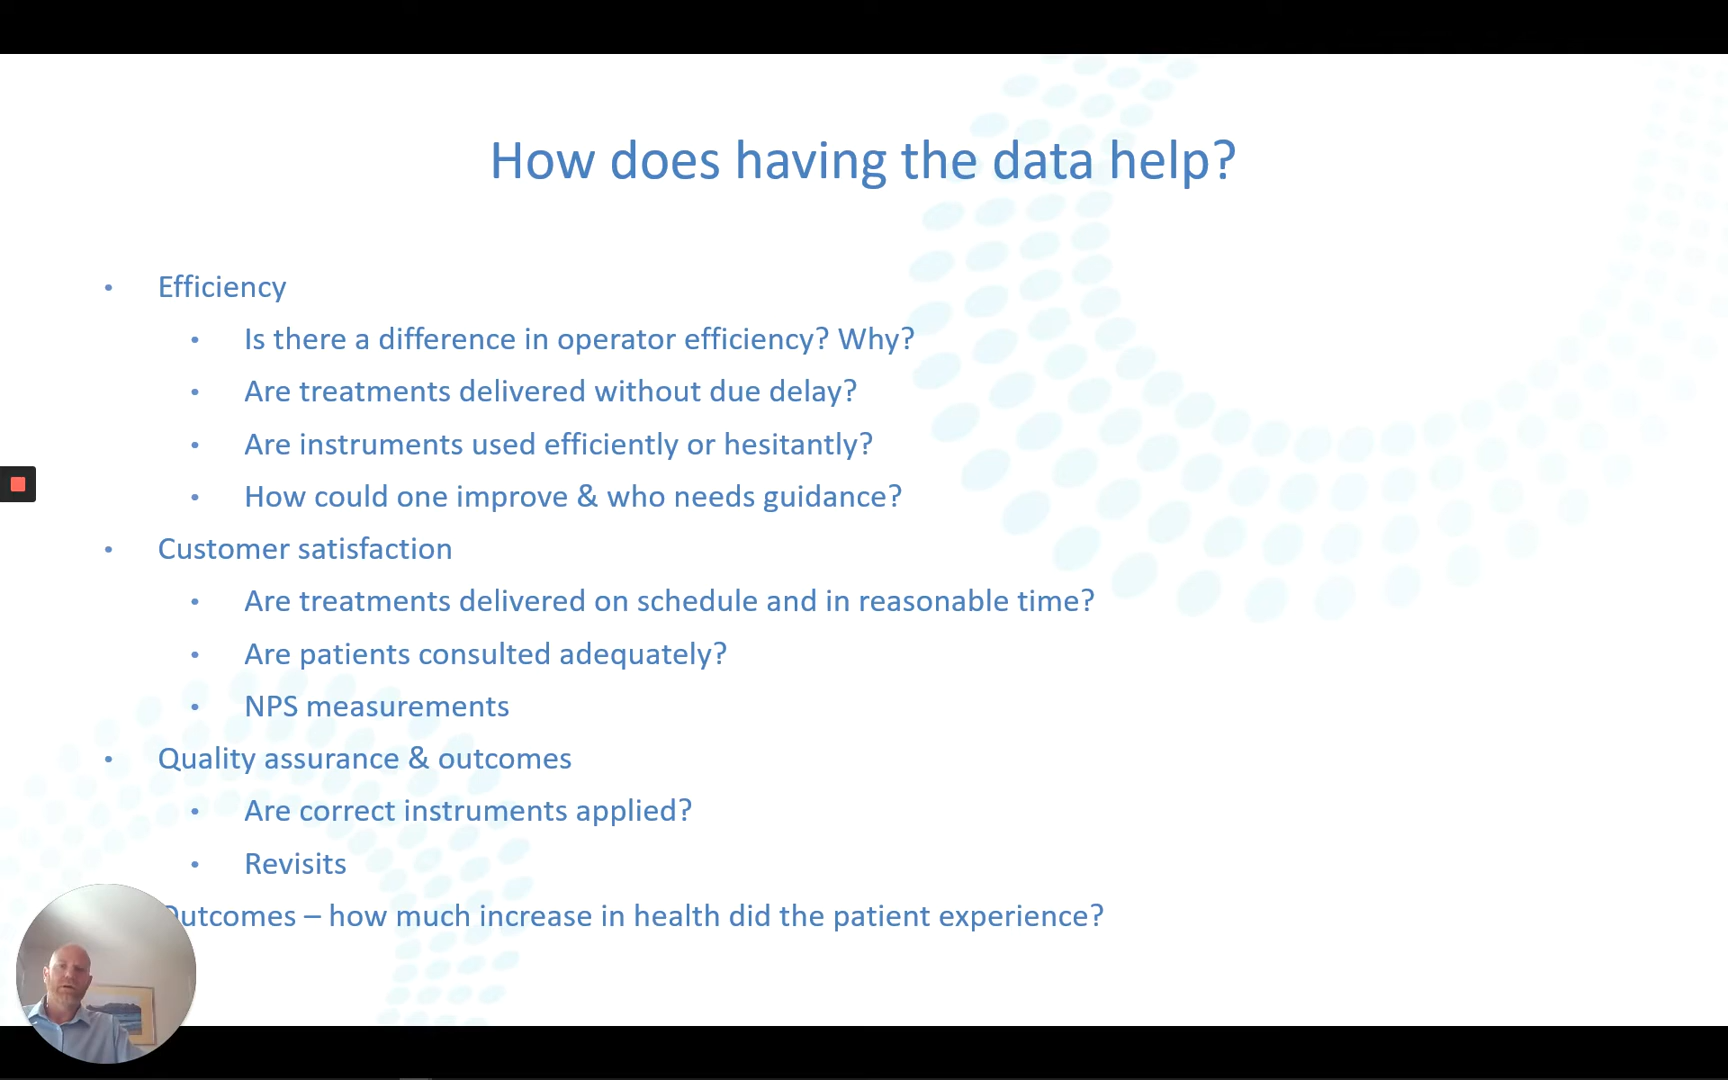 How does having the data help?
• Efficiency
• Is there a difference in operator efficiency? Why?
• Are treatments delivered without due delay?
• Are instruments used efficiently or hesitantly?
• How could one improve & who needs guidance?
• Customer satisfaction
• Are treatments delivered on schedule and in reasonable time?
• Are patients consulted adequately?
• NPS measurements
• Quality assurance & outcomes
• Are correct instruments applied?
• Revisits
Outcomes – how much increase in health did the patient experience?